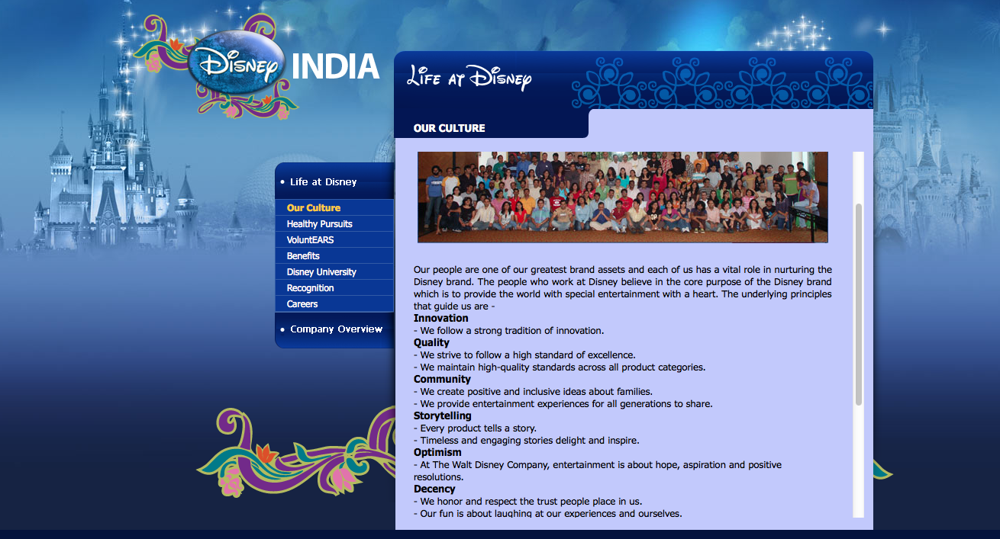 Disney INDIA
Life at Disney
OUR CULTURE
• Life at Disney
Our Culture
Healthy Pursuits
VoluntEARS
Benefits
Disney University
Recognition
Careers
• Company Overview
Our people are one of our greatest brand assets and each of us has a vital role in nurturing the
Disney brand. The people who work at Disney believe in the core purpose of the Disney brand
which is to provide the world with special entertainment with a heart. The underlying principles
that guide us are -
Innovation
- We follow a strong tradition of innovation.
Quality
- We strive to follow a high standard of excellence.
- We maintain high-quality standards across all product categories.
Community
- We create positive and inclusive ideas about families.
- We provide entertainment experiences for all generations to share.
Storytelling
- Every product tells a story.
- Timeless and engaging stories delight and inspire.
Optimism
- At The Walt Disney Company, entertainment is about hope, aspiration and positive
resolutions.
Decency
- We honor and respect the trust people place in us.
- Our fun is about laughing at our experiences and ourselves.